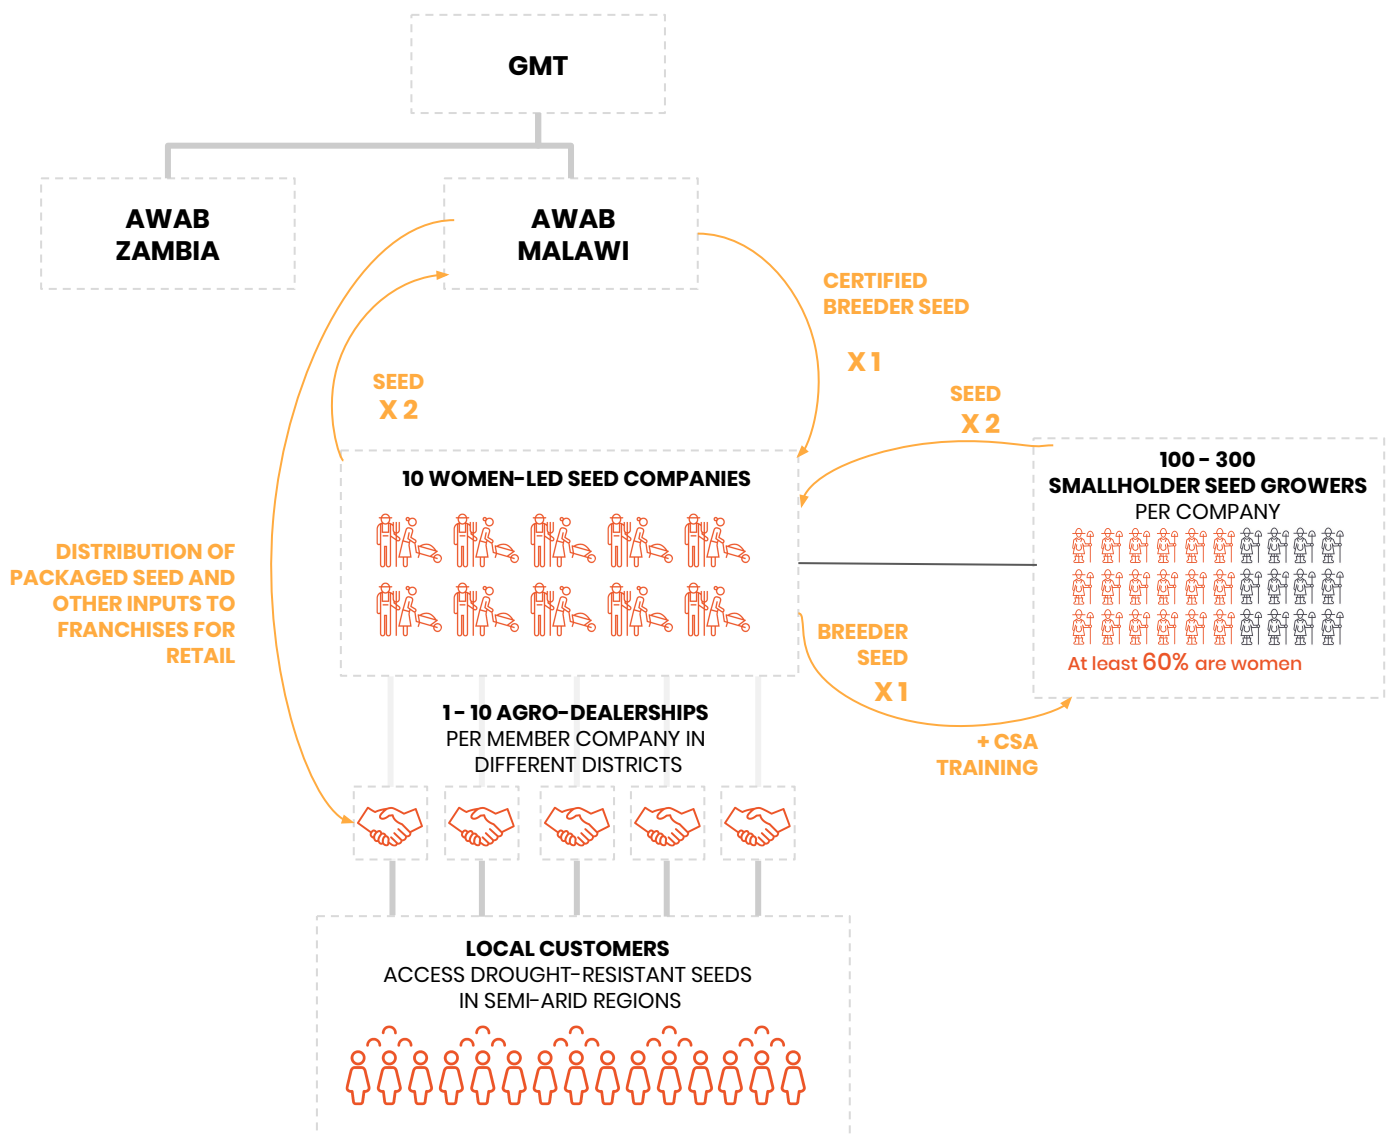 GMT
AWAB
ZAMBIA
AWAB
MALAWI
CERTIFIED
BREEDER SEED
X 1
SEED
X 2
SEED
X 2
10 WOMEN-LED SEED COMPANIES
100 - 300
SMALLHOLDER SEED GROWERS
PER COMPANY
At least 60% are women
DISTRIBUTION OF
PACKAGED SEED AND
OTHER INPUTS TO
FRANCHISES FOR
RETAIL
BREEDER
SEED
X 1
+ CSA
TRAINING
1 - 10 AGRO-DEALERSHIPS
PER MEMBER COMPANY IN
DIFFERENT DISTRICTS
LOCAL CUSTOMERS
ACCESS DROUGHT-RESISTANT SEEDS
IN SEMI-ARID REGIONS